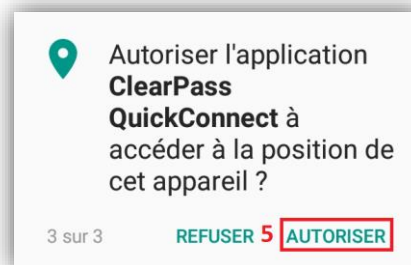 Autoriser l'application
ClearPass
QuickConnect à
accéder à la position de
cet appareil ?
3 sur 3 REFUSER 5 AUTORISER